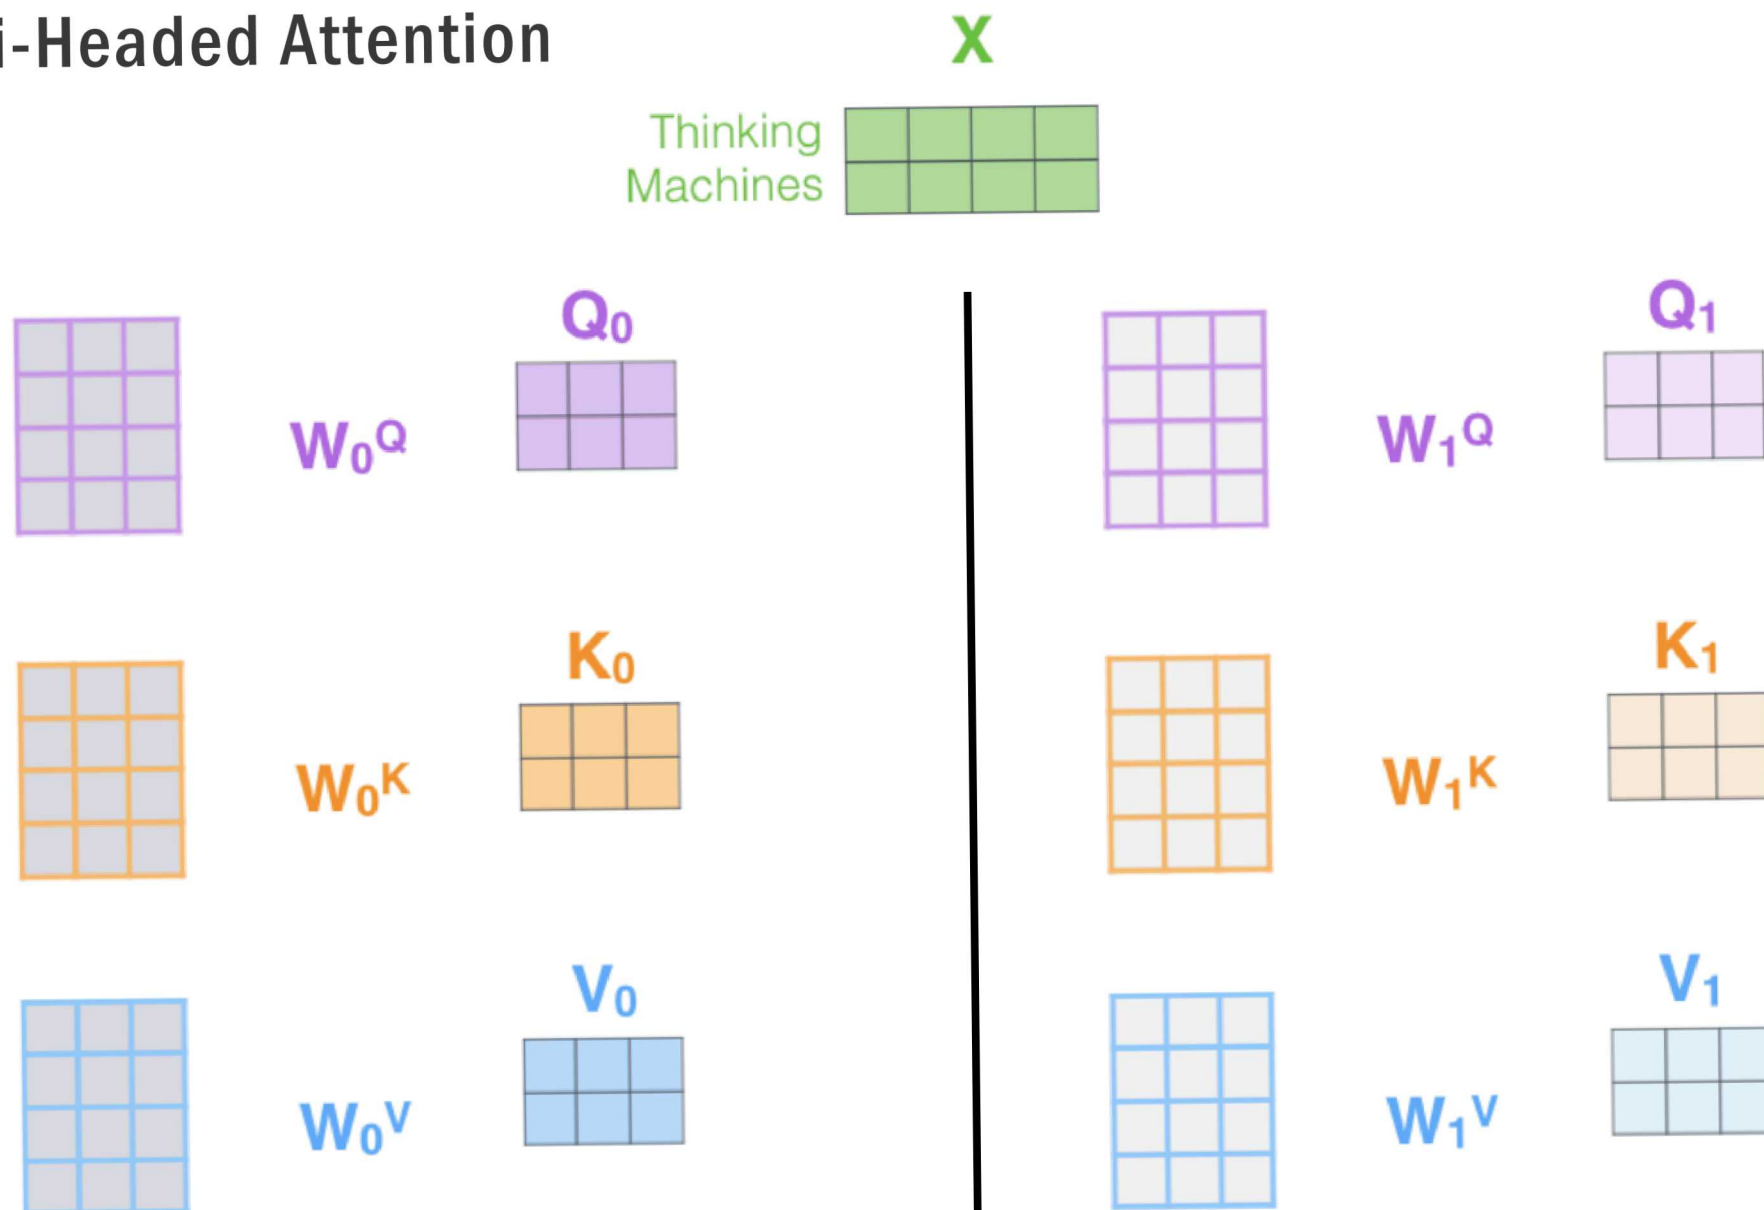 i-Headed Attention
X
Thinking
Machines
Q₀
W₀Q
K₀
W₀K
V₀
W₀V
Q₁
W₁Q
K₁
W₁K
V₁
W₁V